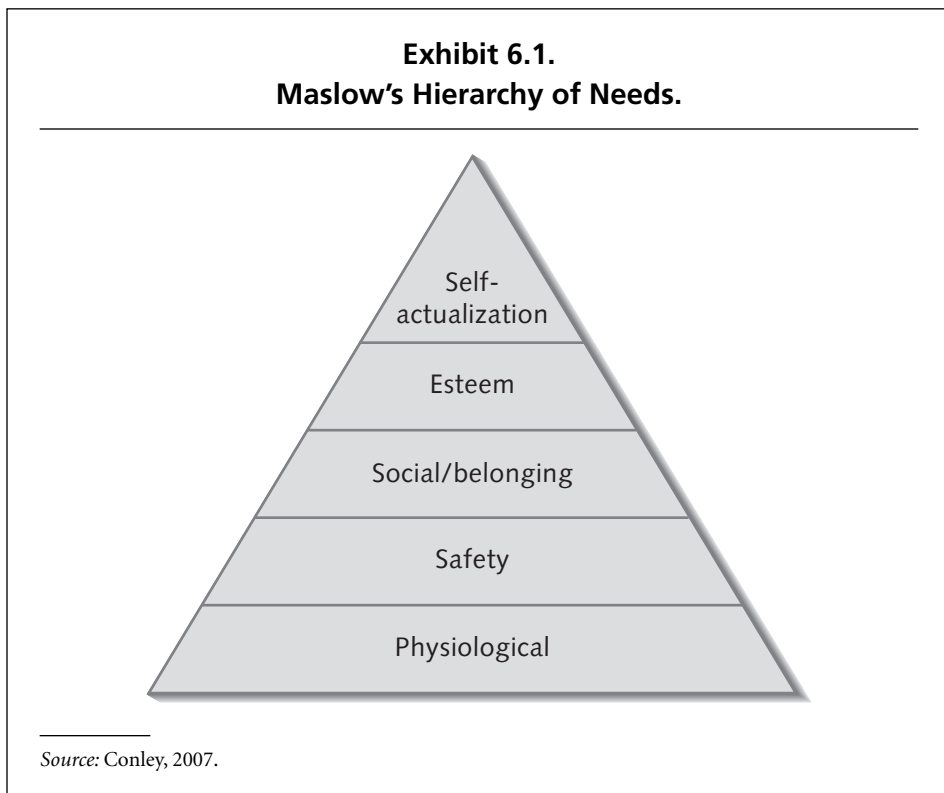 Exhibit 6.1.
Maslow's Hierarchy of Needs.
Self-
actualization
Esteem
Social/belonging
Safety
Physiological
Source: Conley, 2007.